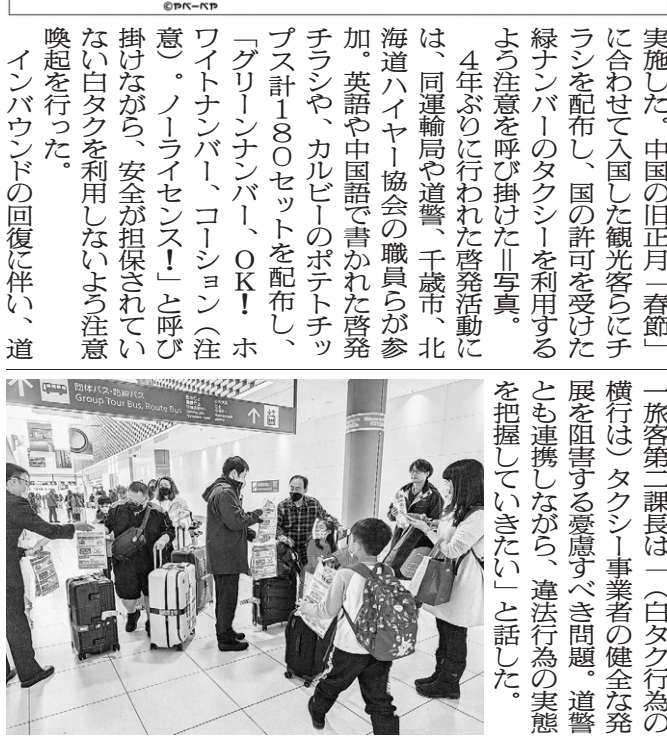 ©やべーべや
実施した。中国の旧正月「春節」
に合わせて入国した観光客らにチ
ラシを配布し、国の許可を受けた
緑ナンバーのタクシーを利用する
よう注意を呼び掛けた=写真。
　4年ぶりに行われた啓発活動に
は、同運輸局や道警、千歳市、北
海道ハイヤー協会の職員らが参
加。英語や中国語で書かれた啓発
チラシや、カルビーのポテトチッ
プス計180セットを配布し、
「グリーンナンバー、OK! ホ
ワイトナンバー、コーション(注
意)。ノーライセンス!」と呼び
掛けながら、安全が担保されてい
ない白タクを利用しないよう注意
喚起を行った。
　インバウンドの回復に伴い、道
旅客第二課長は「(白タク行為の
横行は)タクシー事業者の健全な発
展を阻害する憂慮すべき問題。道警
とも連携しながら、違法行為の実態
を把握していきたい」と話した。
団体バス・路線バス
Group Tour Bus, Route Bus